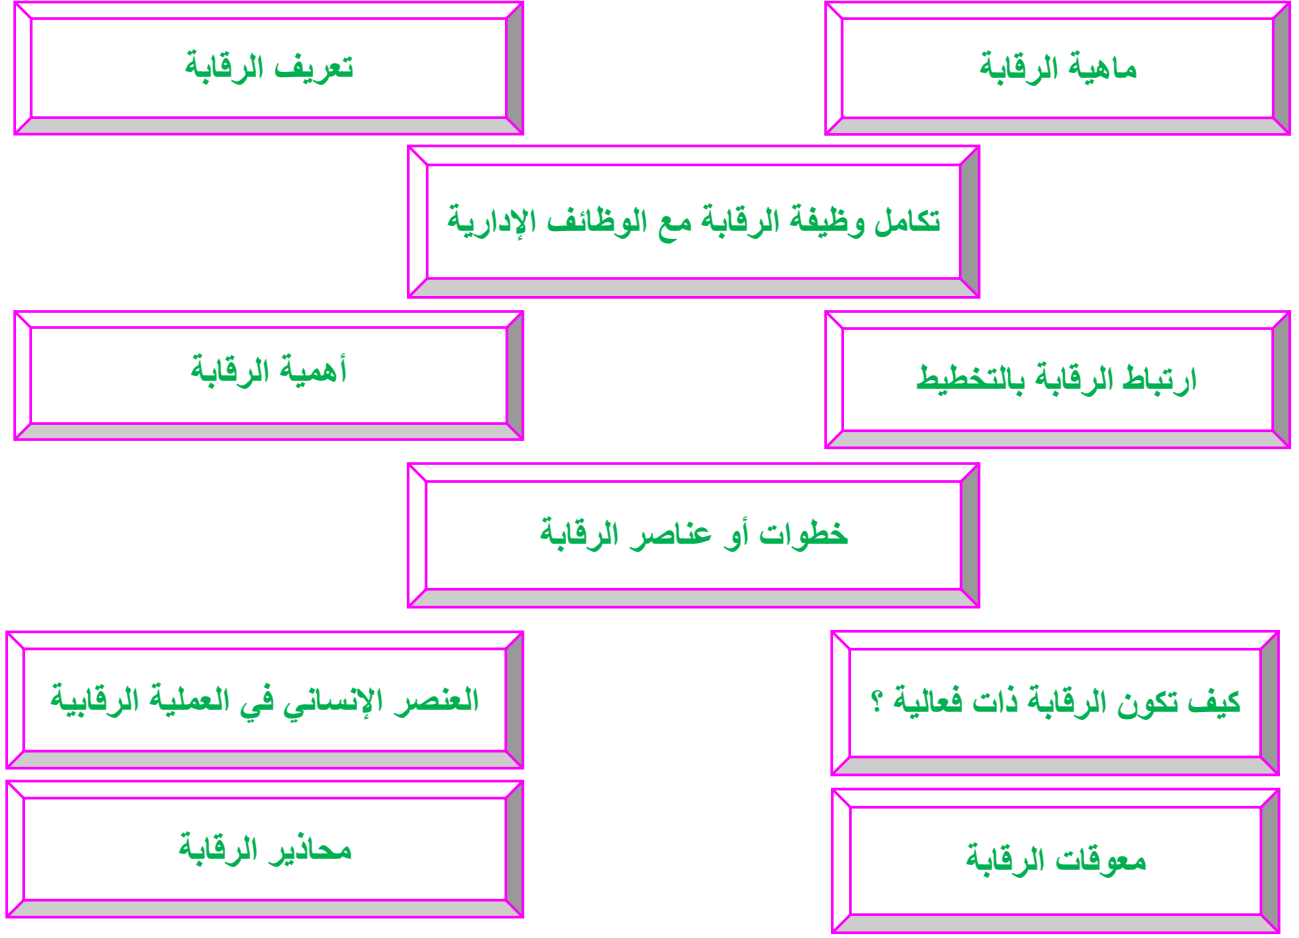 ماهية الرقابة
تعريف الرقابة
تكامل وظيفة الرقابة مع الوظائف الإدارية
ارتباط الرقابة بالتخطيط
أهمية الرقابة
خطوات أو عناصر الرقابة
كيف تكون الرقابة ذات فعالية ؟
العنصر الإنساني في العملية الرقابية
معوقات الرقابة
محاذير الرقابة